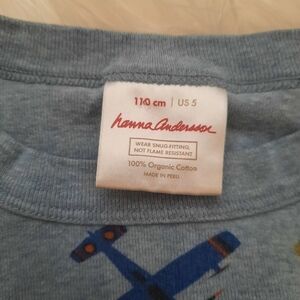 110 cm | US 5
hanna andersson
WEAR SNUG-FITTING,
NOT FLAME RESISTANT
100% Organic Cotton
MADE IN PERU